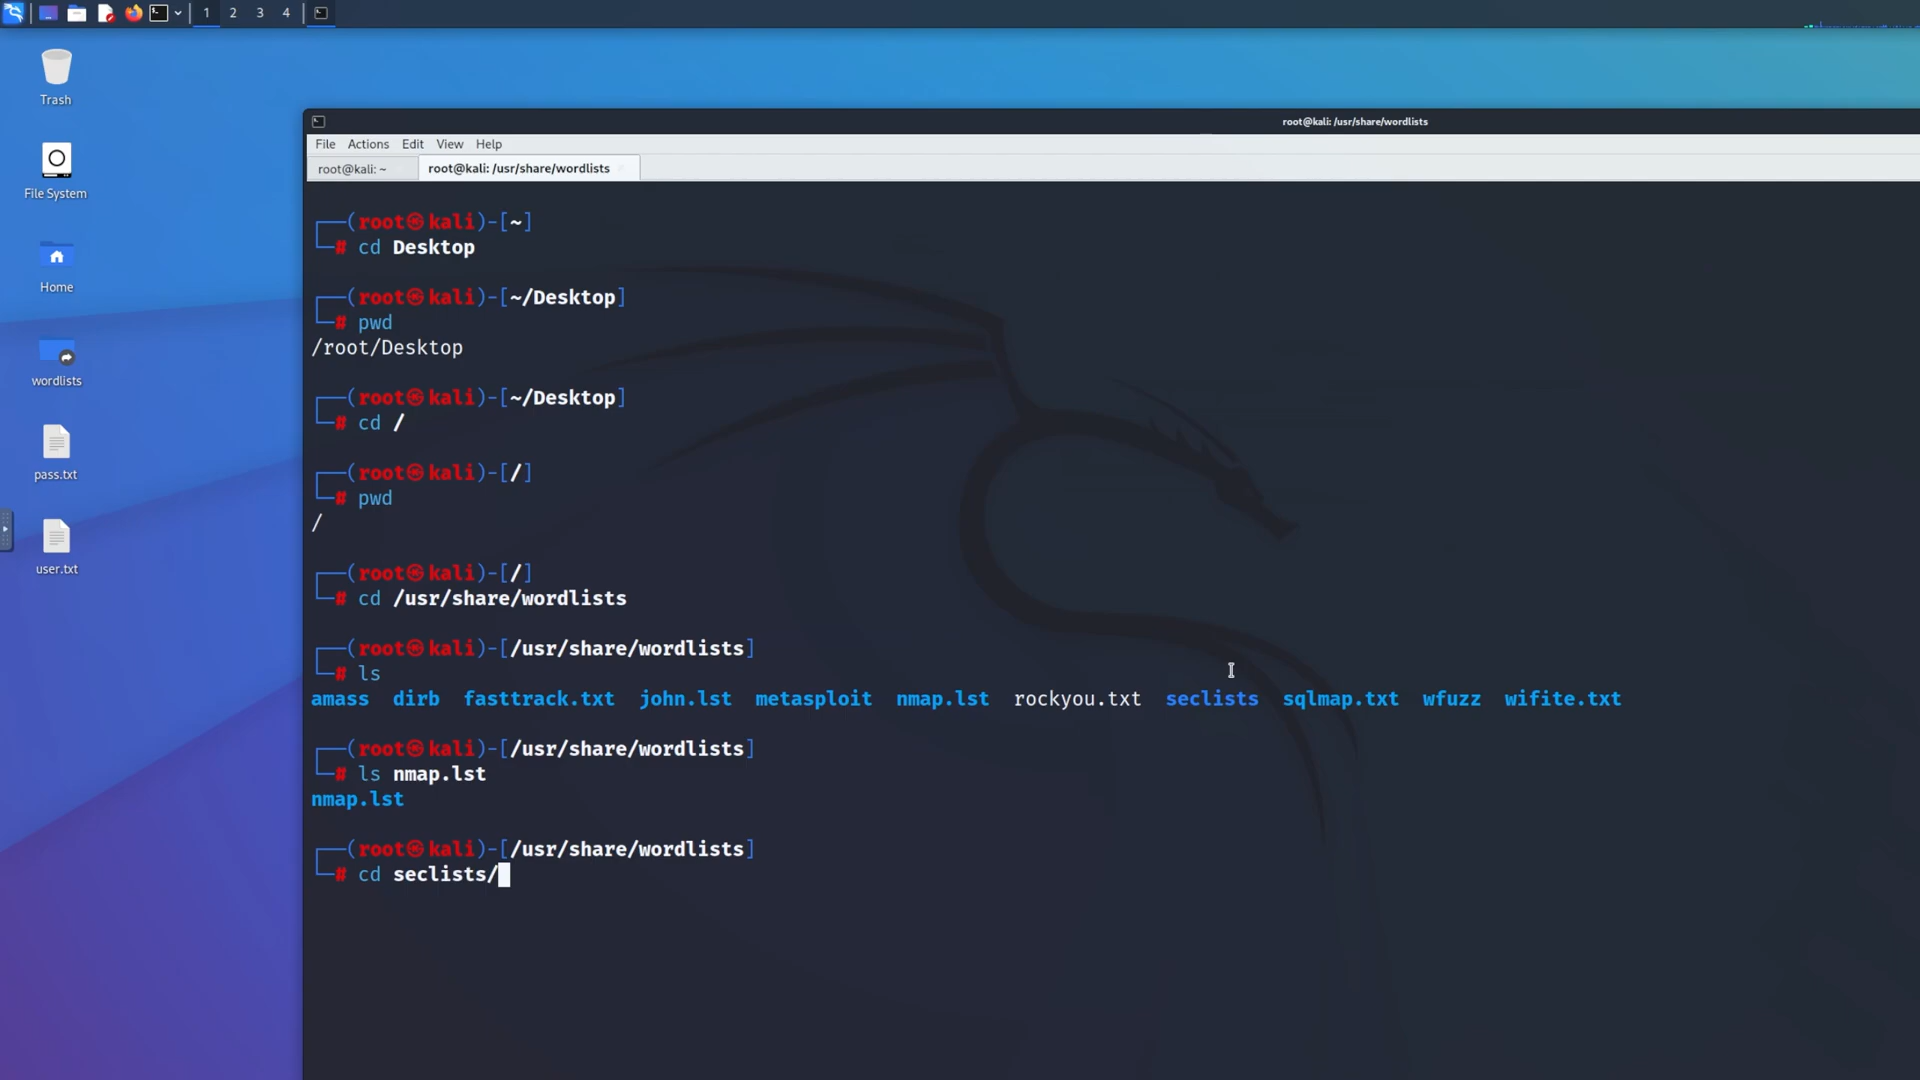 1 2 3 4
Trash
File System
Home
wordlists
pass.txt
user.txt
root@kali: /usr/share/wordlists
File Actions Edit View Help
root@kali: ~ root@kali: /usr/share/wordlists
┌──(root㉿kali)-[~]
└─# cd Desktop
┌──(root㉿kali)-[~/Desktop]
└─# pwd
/root/Desktop
┌──(root㉿kali)-[~/Desktop]
└─# cd /
┌──(root㉿kali)-[/]
└─# pwd
/
┌──(root㉿kali)-[/]
└─# cd /usr/share/wordlists
┌──(root㉿kali)-[/usr/share/wordlists]
└─# ls
amass dirb fasttrack.txt john.lst metasploit nmap.lst rockyou.txt seclists sqlmap.txt wfuzz wifite.txt
┌──(root㉿kali)-[/usr/share/wordlists]
└─# ls nmap.lst
nmap.lst
┌──(root㉿kali)-[/usr/share/wordlists]
└─# cd seclists/